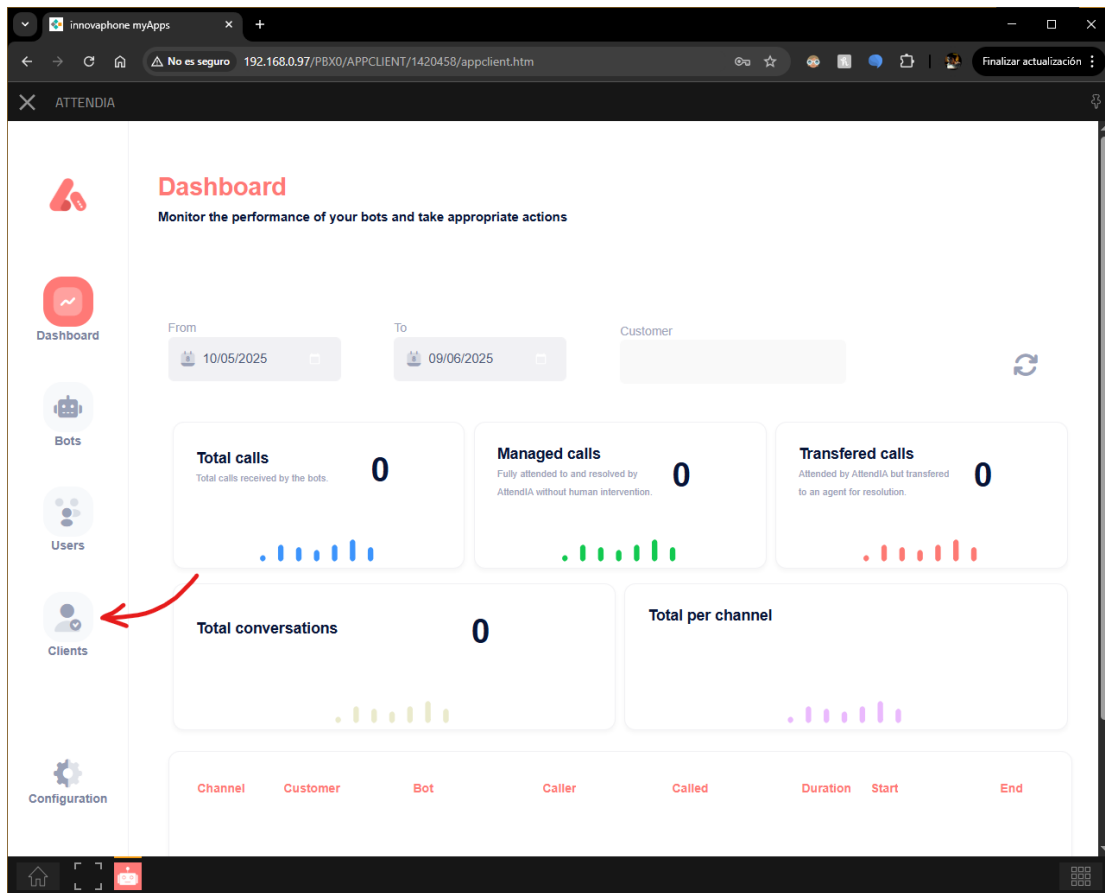 innovaphone myApps
No es seguro 192.168.0.97/PBX0/APPCLIENT/1420458/appclient.htm
Finalizar actualización
ATTENDIA
Dashboard
Monitor the performance of your bots and take appropriate actions
Dashboard
Bots
Users
Clients
Configuration
From
To
Customer
10/05/2025
09/06/2025
Total calls
Total calls received by the bots.
0
Managed calls
Fully attended to and resolved by
AttendIA without human intervention.
0
Transfered calls
Attended by AttendIA but transfered
to an agent for resolution.
0
Total conversations
0
Total per channel
Channel Customer Bot Caller Called Duration Start End